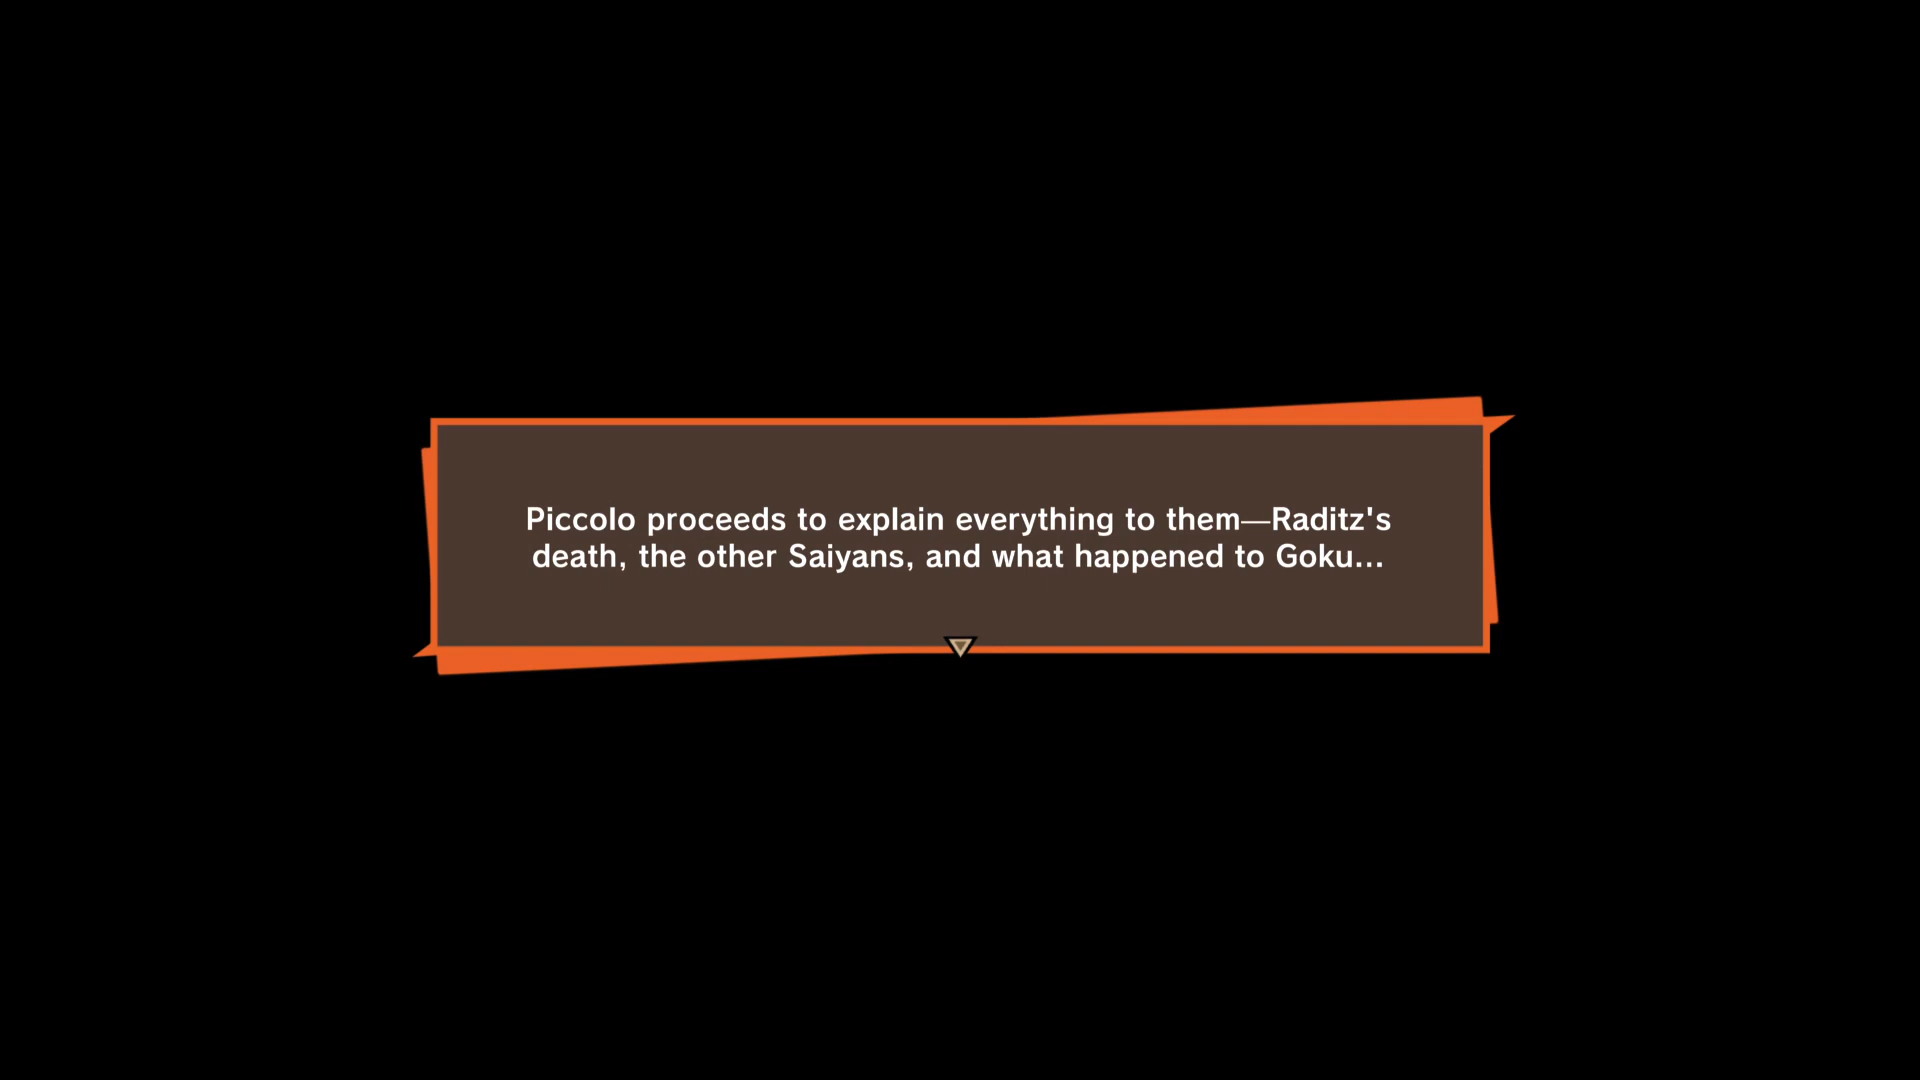 Piccolo proceeds to explain everything to them—Raditz's
death, the other Saiyans, and what happened to Goku...